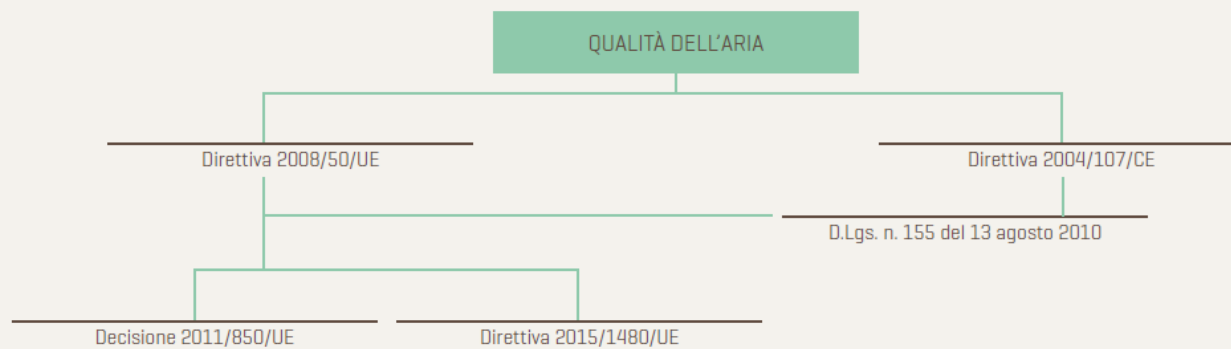 QUALITÀ DELL'ARIA
Direttiva 2008/50/UE
Direttiva 2004/107/CE
D.Lgs. n. 155 del 13 agosto 2010
Decisione 2011/850/UE
Direttiva 2015/1480/UE